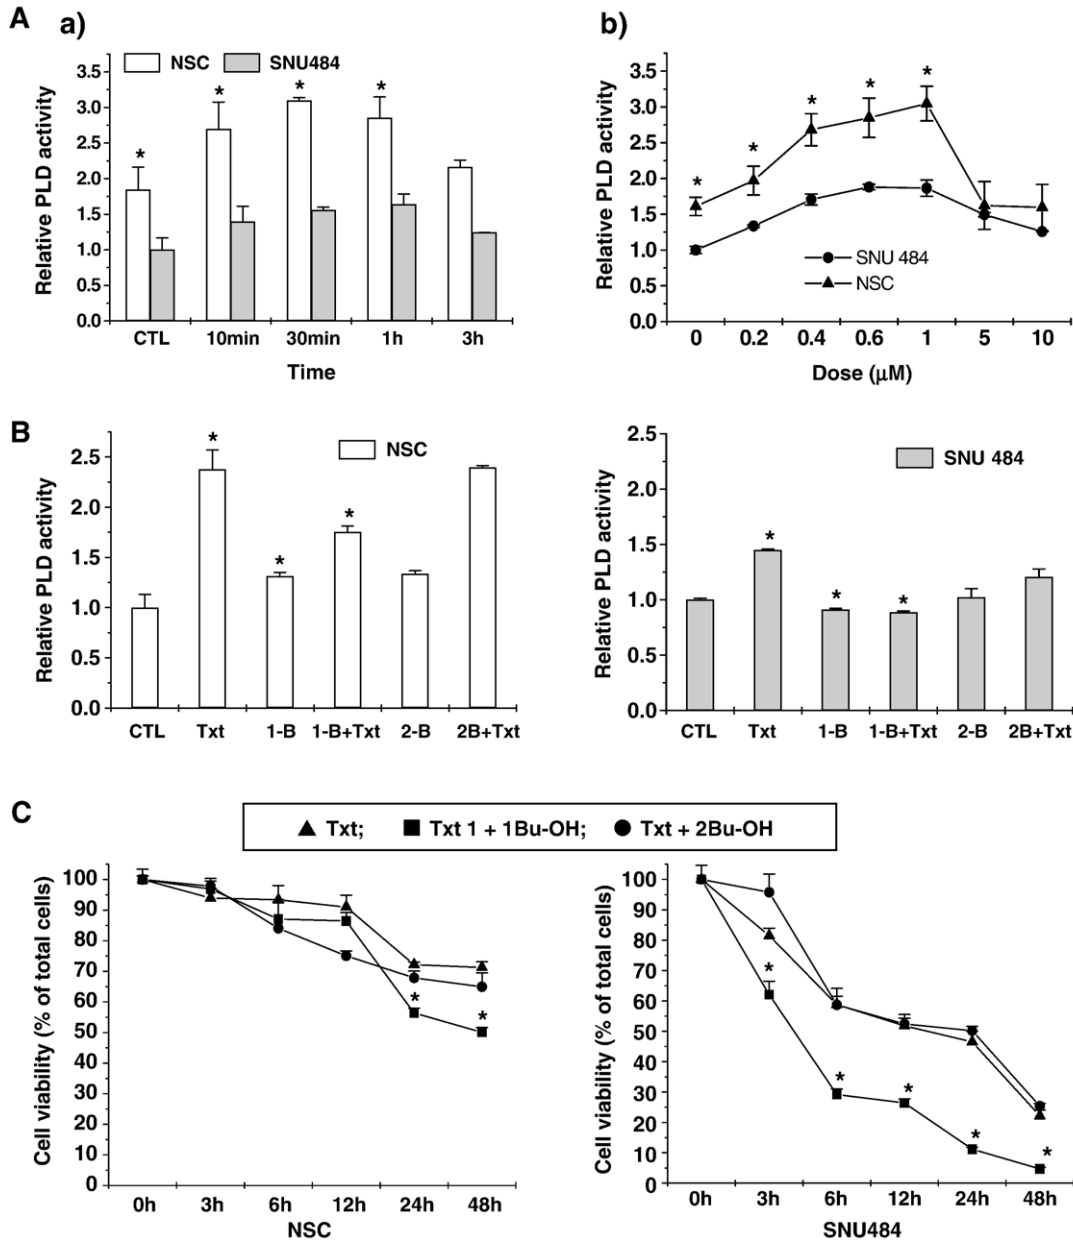 A a) b)
NSC SNU484
Relative PLD activity
3.5
3.0
2.5
2.0
1.5
1.0
0.5
0.0
* * * *
CTL 10min 30min 1h 3h
Time
Relative PLD activity
3.5
3.0
2.5
2.0
1.5
1.0
0.5
0.0
* * * * *
SNU 484
NSC
0 0.2 0.4 0.6 1 5 10
Dose (μM)
B
NSC
Relative PLD activity
2.5
2.0
1.5
1.0
0.5
0.0
* * *
CTL Txt 1-B 1-B+Txt 2-B 2B+Txt
SNU 484
Relative PLD activity
2.5
2.0
1.5
1.0
0.5
0.0
* * *
CTL Txt 1-B 1-B+Txt 2-B 2B+Txt
C
Txt; Txt 1 + 1Bu-OH; Txt + 2Bu-OH
Cell viability (% of total cells)
100
90
80
70
60
50
40
30
20
10
0
* *
0h 3h 6h 12h 24h 48h
NSC
Cell viability (% of total cells)
100
90
80
70
60
50
40
30
20
10
0
* * * * *
0h 3h 6h 12h 24h 48h
SNU484